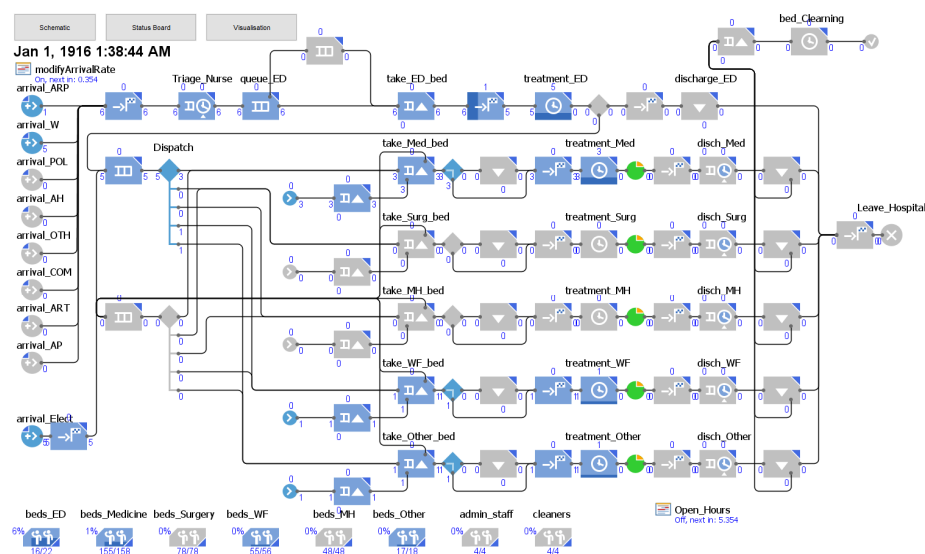 Schematic
Status Board
Visualisation
bed_Clearning
Jan 1, 1916 1:38:44 AM
modifyArrivalRate
On, next in: 0.354
arrival_ARP
Triage_Nurse
queue_ED
take_ED_bed
treatment_ED
discharge_ED
arrival_W
arrival_POL
Dispatch
take_Med_bed
treatment_Med
disch_Med
arrival_AH
arrival_OTH
take_Surg_bed
treatment_Surg
disch_Surg
Leave_Hospital
arrival_COM
arrival_ART
take_MH_bed
treatment_MH
disch_MH
arrival_AP
take_WF_bed
treatment_WF
disch_WF
arrival_Elect
take_Other_bed
treatment_Other
disch_Other
beds_ED
beds_Medicine
beds_Surgery
beds_WF
beds_MH
beds_Other
admin_staff
cleaners
Open_Hours
Off, next in: 5.354
6% 1% 0% 0% 0% 0% 0% 0%
16/22 155/158 78/78 55/56 48/48 17/18 4/4 4/4